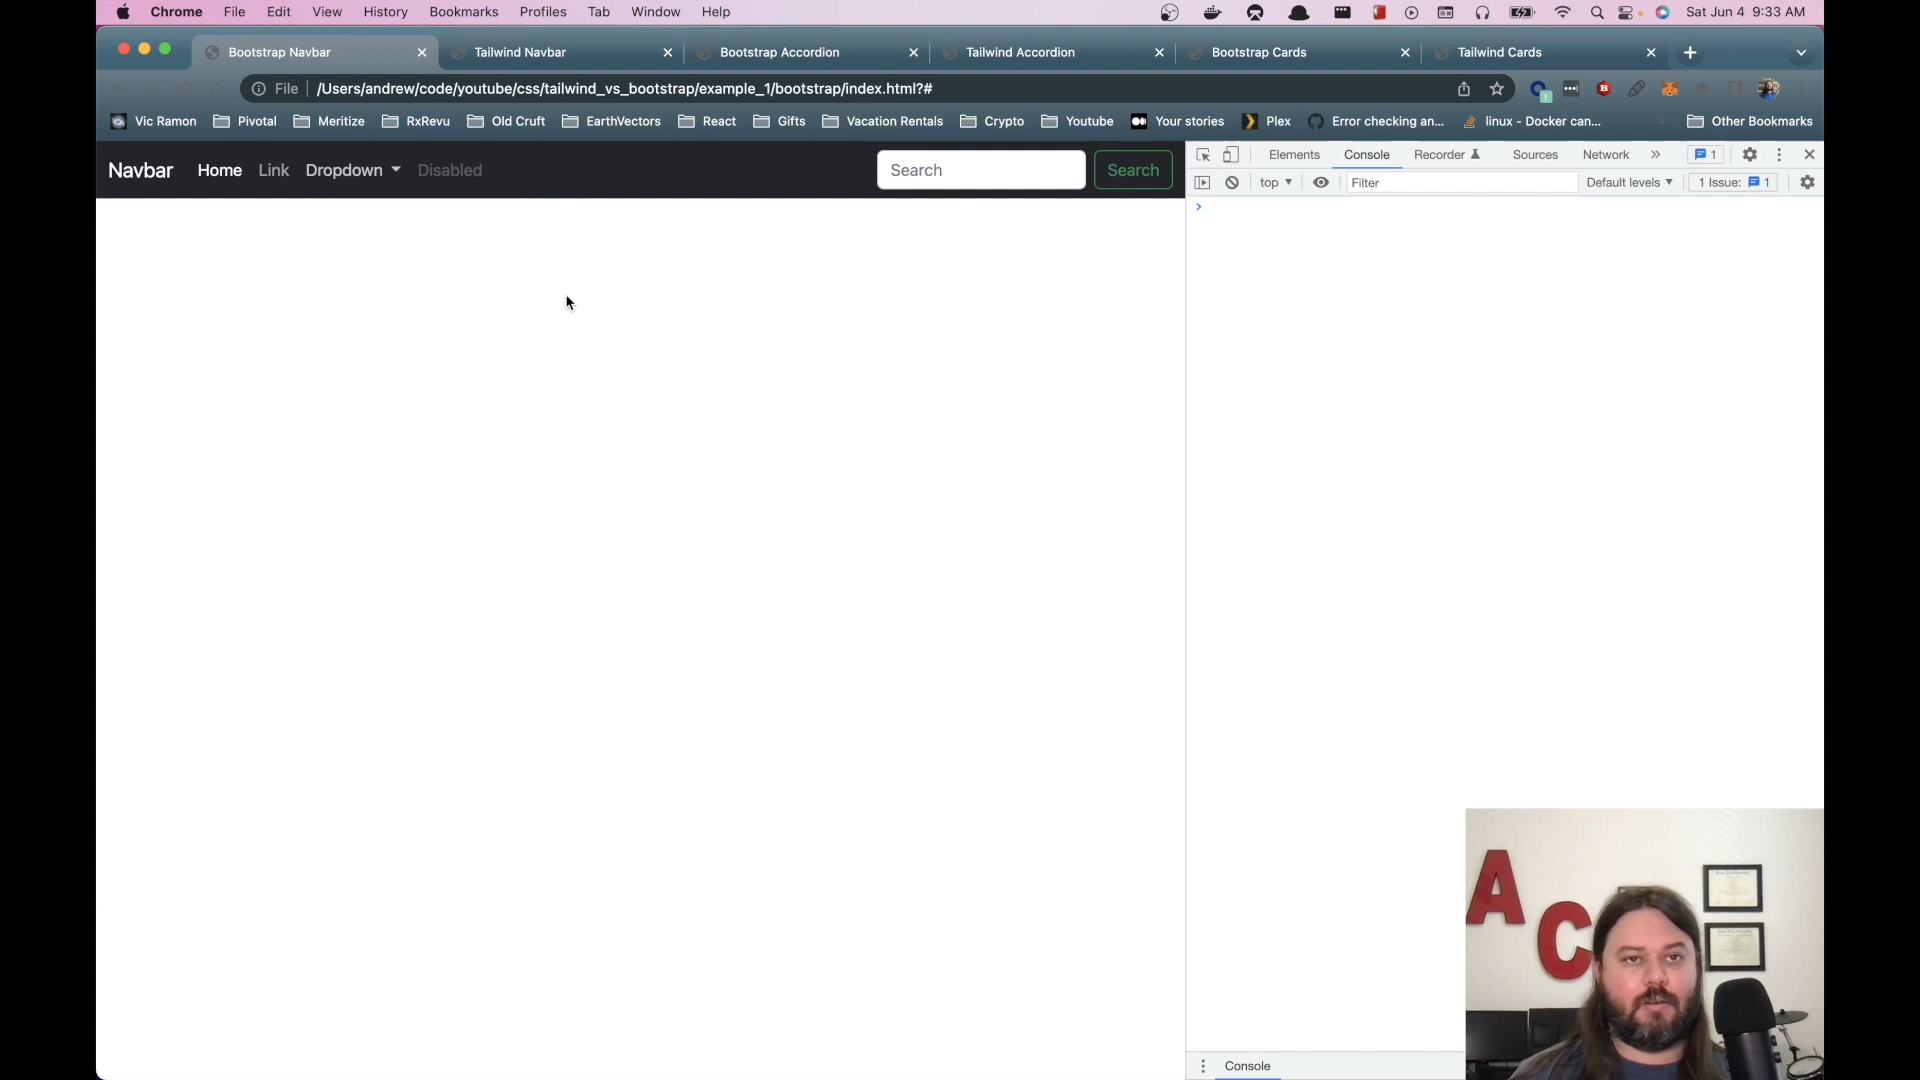 Chrome File Edit View History Bookmarks Profiles Tab Window Help Sat Jun 4 9:33 AM
Bootstrap Navbar Tailwind Navbar Bootstrap Accordion Tailwind Accordion Bootstrap Cards Tailwind Cards
File /Users/andrew/code/youtube/css/tailwind_vs_bootstrap/example_1/bootstrap/index.html?#
Vic Ramon Pivotal Meritize RxRevu Old Cruft EarthVectors React Gifts Vacation Rentals Crypto Youtube Your stories Plex Error checking an... linux - Docker can... Other Bookmarks
Navbar Home Link Dropdown Disabled Search Search
Elements Console Recorder Sources Network » 1
top Filter Default levels 1 Issue: 1
>
A
C
Console